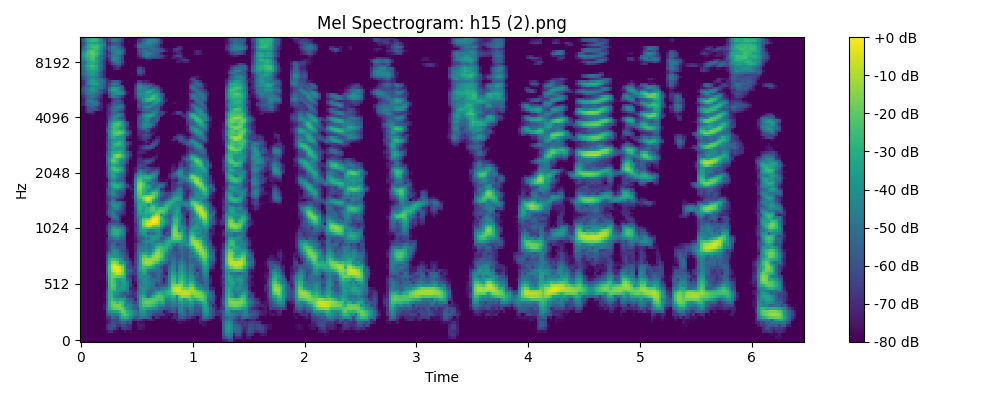 Mel Spectrogram: h15 (2).png
8192
4096
2048
1024
512
0
Hz
0 1 2 3 4 5 6
Time
+0 dB
-10 dB
-20 dB
-30 dB
-40 dB
-50 dB
-60 dB
-70 dB
-80 dB